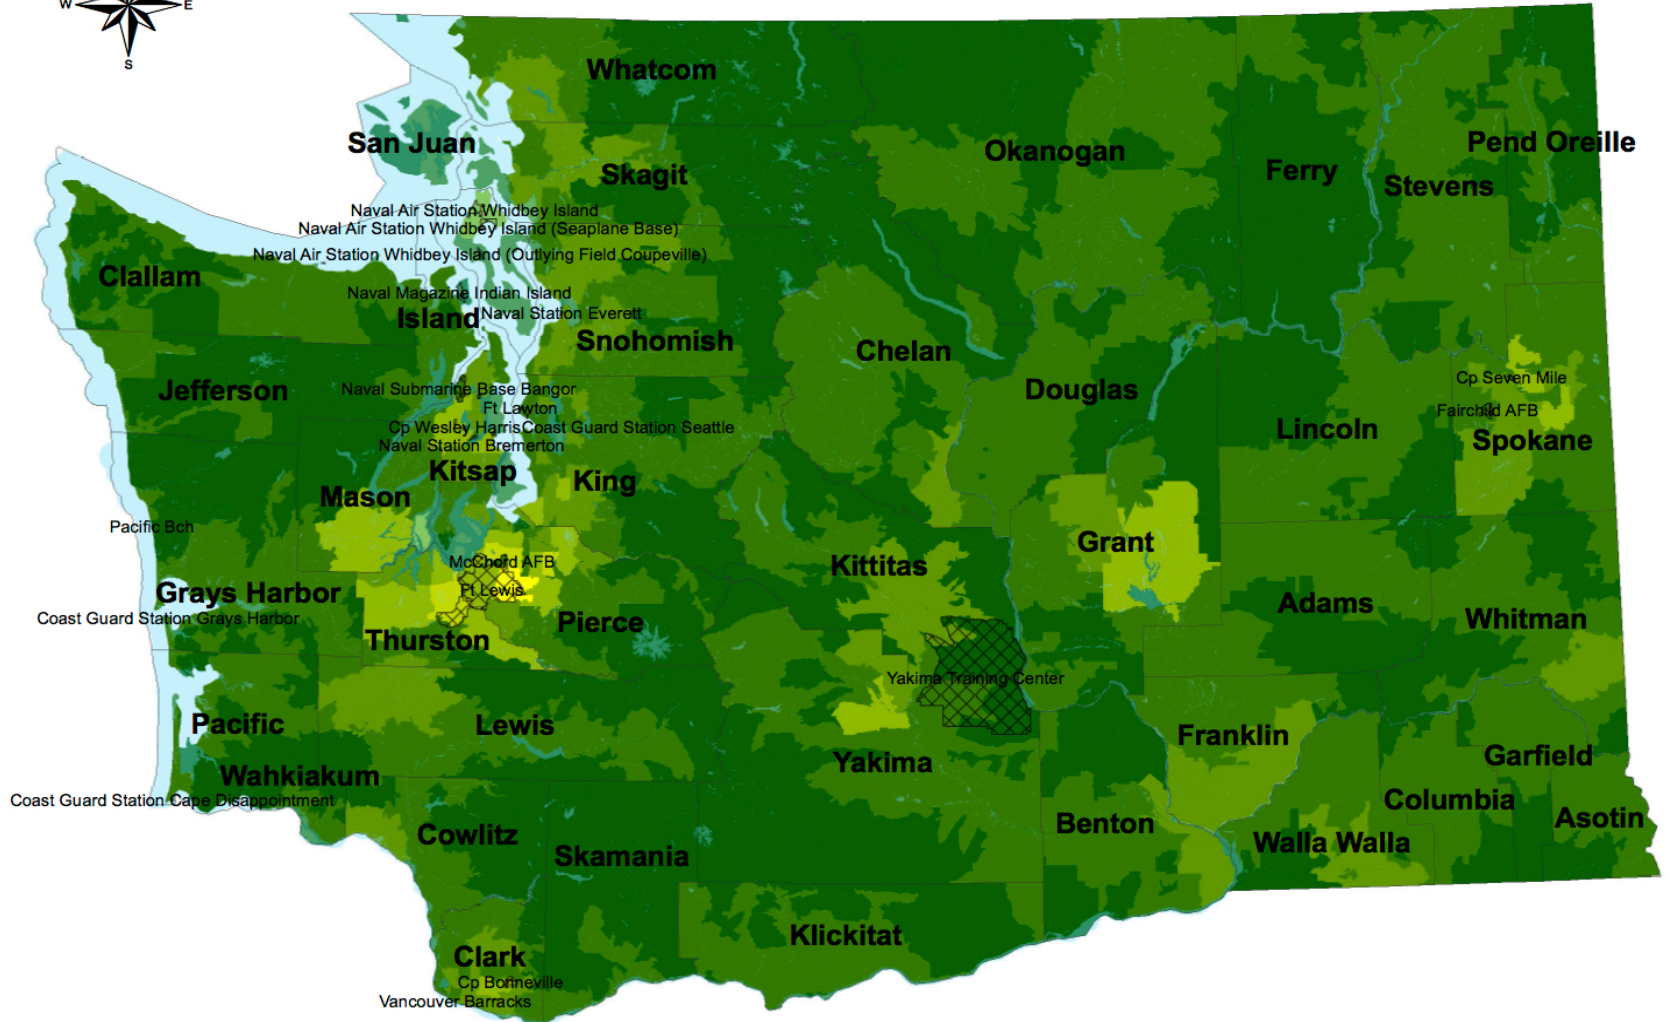 W E
S
Whatcom
San Juan
Skagit
Okanogan
Ferry
Stevens
Pend Oreille
Naval Air Station Whidbey Island
Naval Air Station Whidbey Island (Seaplane Base)
Naval Air Station Whidbey Island (Outlying Field Coupeville)
Clallam
Naval Magazine Indian Island
Island
Naval Station Everett
Snohomish
Chelan
Douglas
Jefferson
Naval Submarine Base Bangor
Ft Lawton
Cp Wesley Harris
Coast Guard Station Seattle
Naval Station Bremerton
Kitsap
King
Mason
Lincoln
Cp Seven Mile
Fairchild AFB
Spokane
Pacific Bch
McChord AFB
Ft Lewis
Grays Harbor
Coast Guard Station Grays Harbor
Thurston
Pierce
Kittitas
Grant
Adams
Whitman
Yakima Training Center
Pacific
Lewis
Yakima
Franklin
Garfield
Wahkiakum
Coast Guard Station Cape Disappointment
Cowlitz
Skamania
Benton
Walla Walla
Columbia
Asotin
Klickitat
Clark
Cp Bonneville
Vancouver Barracks